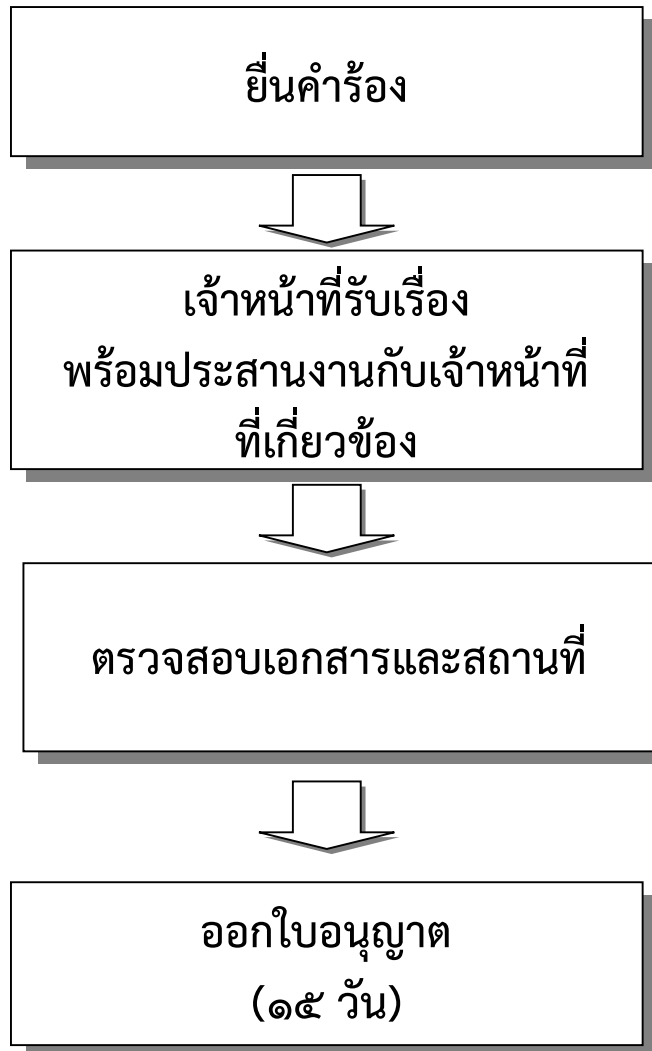 ยื่นคำร้อง
เจ้าหน้าที่รับเรื่อง
พร้อมประสานงานกับเจ้าหน้าที่
ที่เกี่ยวข้อง
ตรวจสอบเอกสารและสถานที่
ออกใบอนุญาต
(๑๕ วัน)